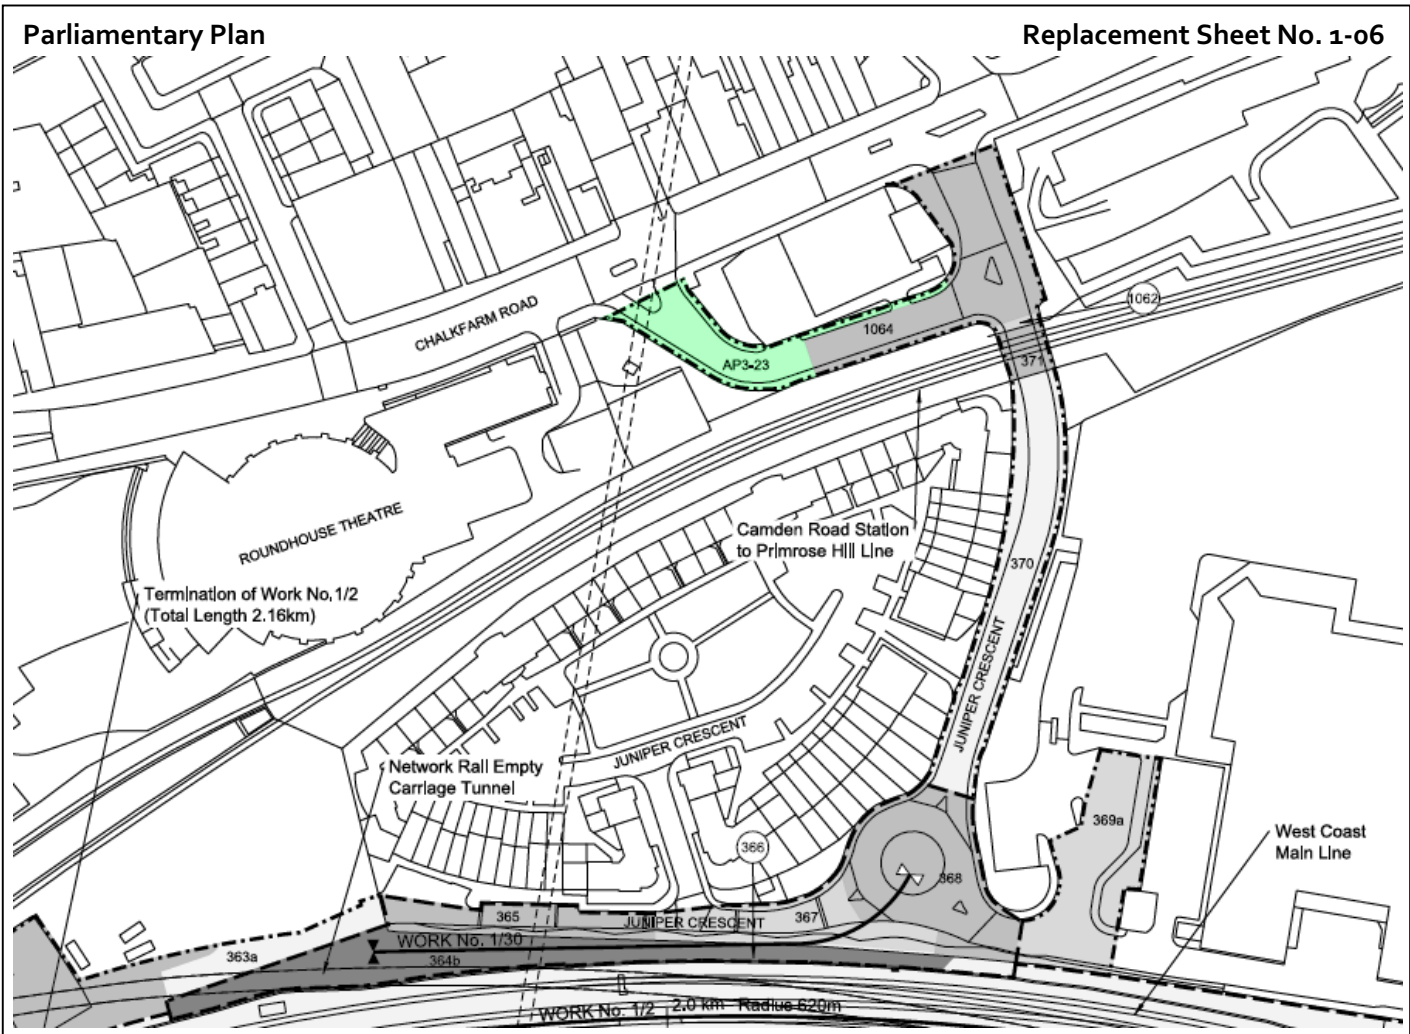 Parliamentary Plan
Replacement Sheet No. 1-06
1062
CHALKFARM ROAD
1064
AP3-23
371
ROUNDHOUSE THEATRE
Camden Road Station
to Primrose Hill Line
370
Termination of Work No.1/2
(Total Length 2.16km)
JUNIPER CRESCENT
JUNIPER CRESCENT
Network Rail Empty
Carriage Tunnel
369a
West Coast
Main Line
366
368
365
JUNIPER CRESCENT
367
WORK No. 1/30
363a
364b
WORK No. 1/2 2.0 km Radius 620m